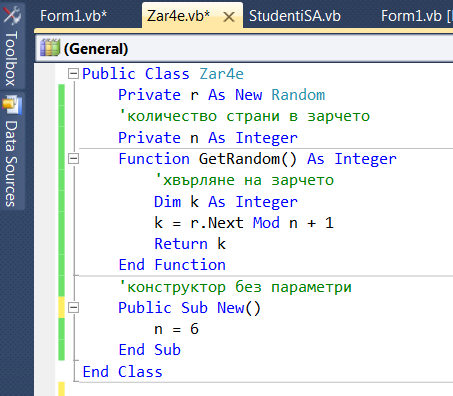 Form1.vb* Zar4e.vb* StudentiSA.vb Form1.vb [
Toolbox
Data Sources
(General)
Public Class Zar4e
Private r As New Random
'количество страни в зарчето
Private n As Integer
Function GetRandom() As Integer
'хвърляне на зарчето
Dim k As Integer
k = r.Next Mod n + 1
Return k
End Function
'конструктор без параметри
Public Sub New()
n = 6
End Sub
End Class